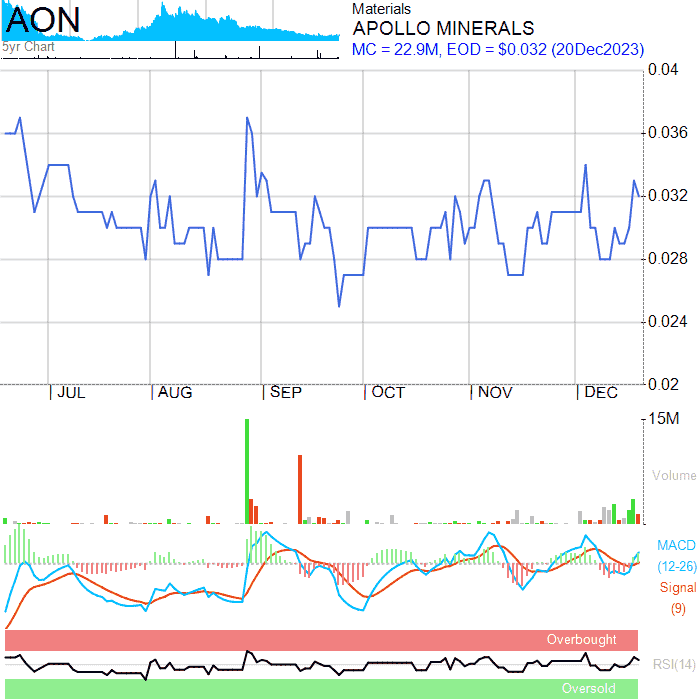 AON
5yr Chart
Materials
APOLLO MINERALS
MC = 22.9M, EOD = $0.032 (20Dec2023)
0.04
0.036
0.032
0.028
0.024
0.02
JUL AUG SEP OCT NOV DEC
15M
Volume
MACD
(12-26)
Signal
(9)
Overbought
RSI(14)
Oversold